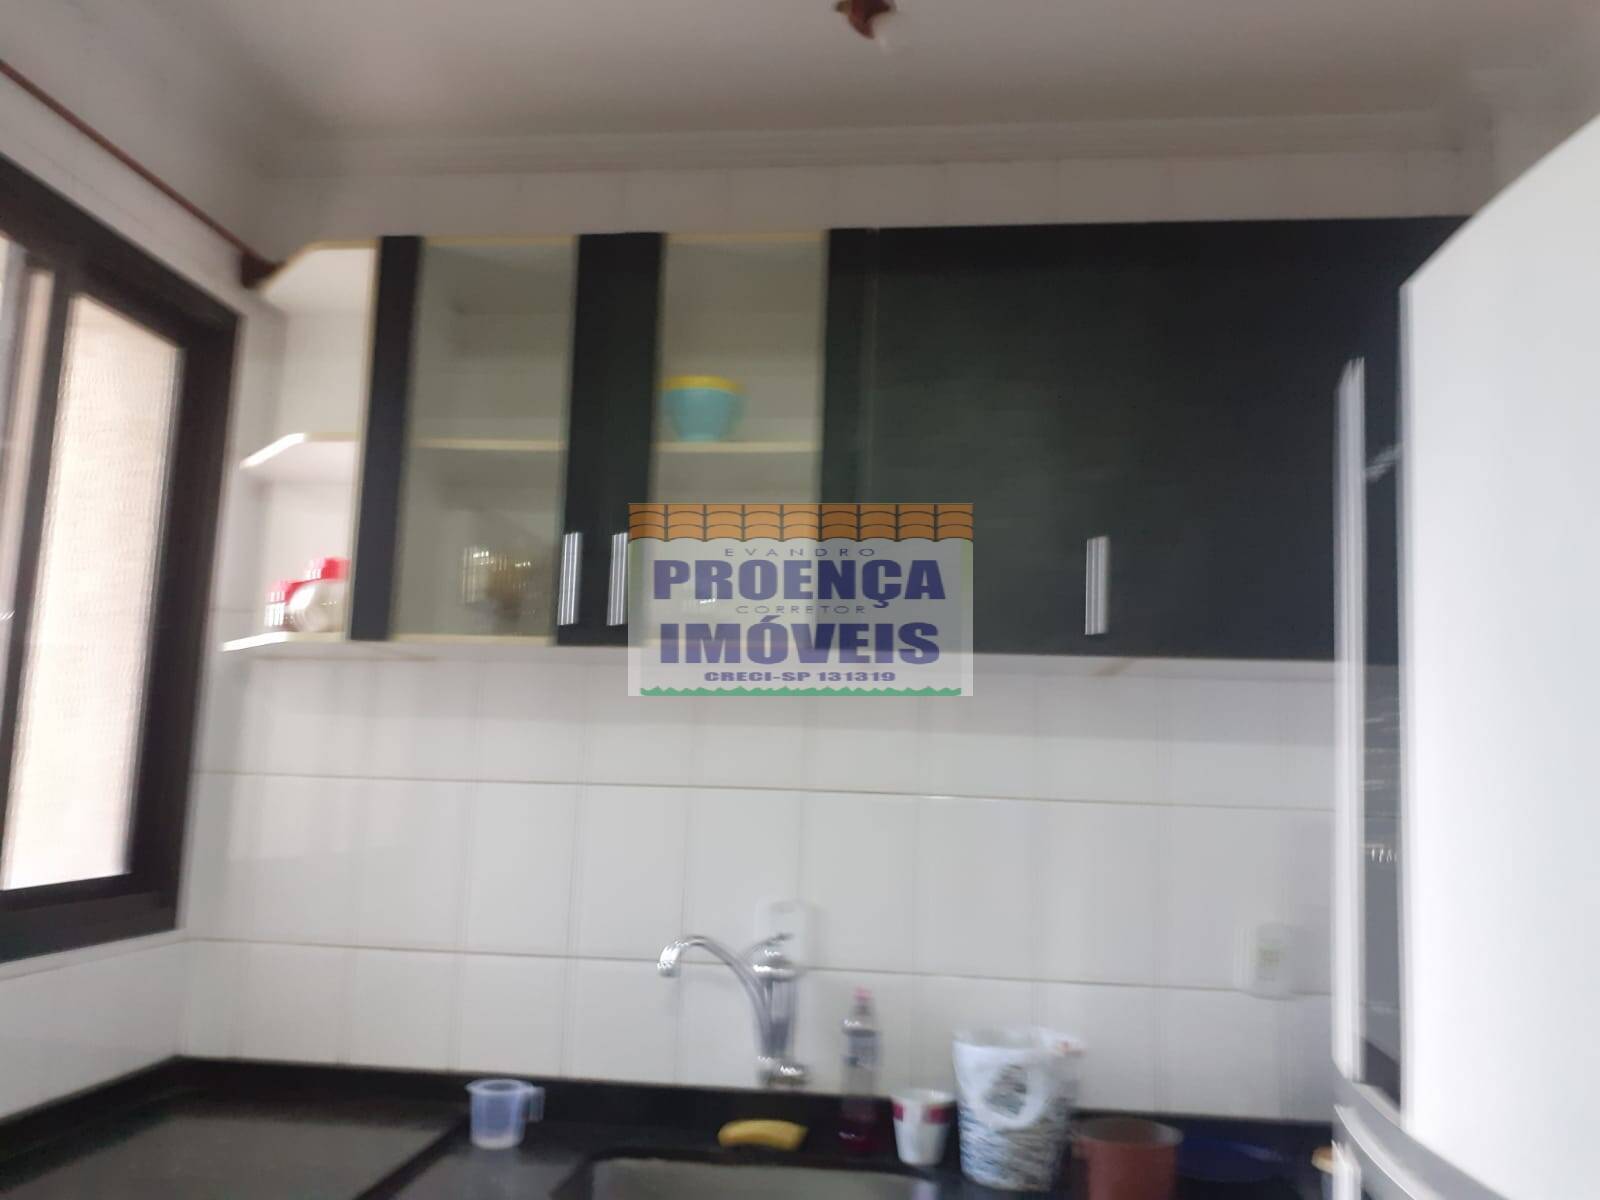 EVANDRO
PROENÇA
CORRETOR
IMÓVEIS
CRECI-SP 131319